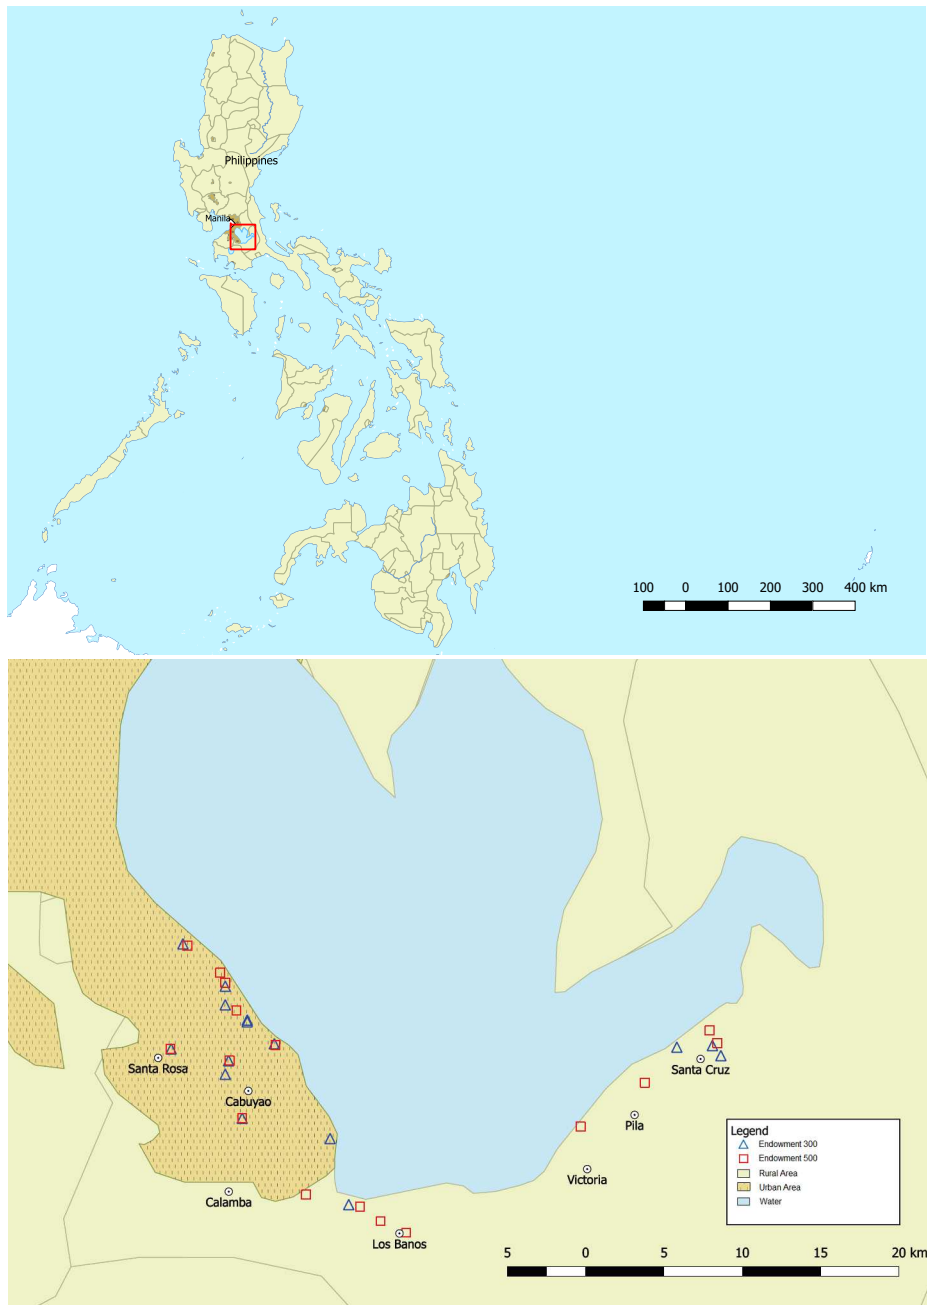 Philippines
Manila
100 0 100 200 300 400 km
Santa Rosa
Cabuyao
Calamba
Los Banos
Santa Cruz
Pila
Victoria
Legend
Endowment 300
Endowment 500
Rural Area
Urban Area
Water
5 0 5 10 15 20 km